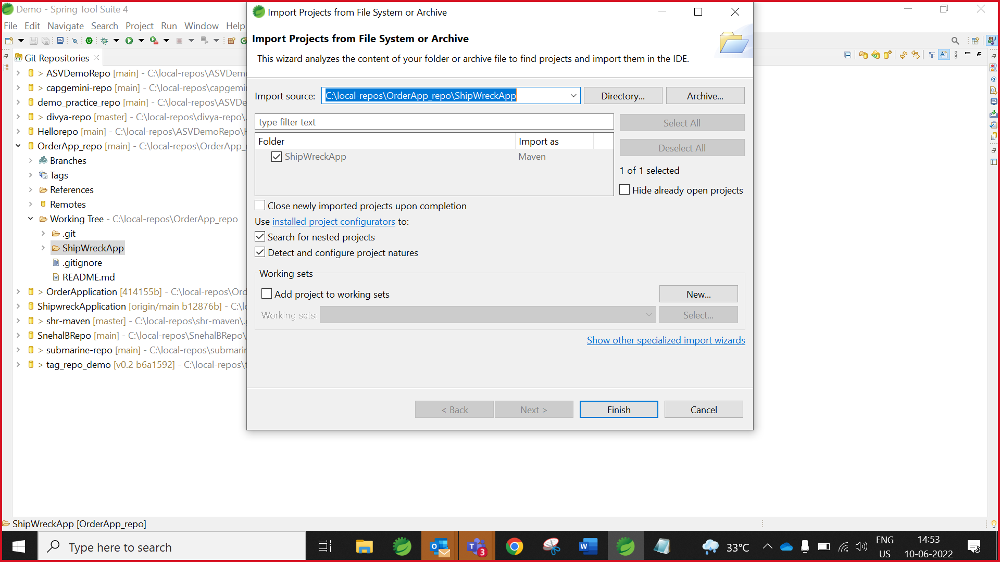 Demo - Spring Tool Suite 4
File Edit Navigate Search Project Run Window Help
Git Repositories
> ASVDemoRepo [main] - C:\local-repos\ASVDemo
> capgemini-repo [main] - C:\local-repos\capgemi
demo_practice_repo [main] - C:\local-repos\ASVDe
> divya-repo [master] - C:\local-repos\divya-repo\.
Hellorepo [main] - C:\local-repos\ASVDemoRepo\
OrderApp_repo [main] - C:\local-repos\OrderApp_
Branches
Tags
References
Remotes
Working Tree - C:\local-repos\OrderApp_repo
.git
ShipWreckApp
.gitignore
README.md
> OrderApplication [414155b] - C:\local-repos\Ord
ShipwreckApplication [origin/main b12876b] - C:\lo
> shr-maven [master] - C:\local-repos\shr-maven\.
SnehalBRepo [main] - C:\local-repos\SnehalBRepo\
> submarine-repo [main] - C:\local-repos\submarin
> tag_repo_demo [v0.2 b6a1592] - C:\local-repos\t
Import Projects from File System or Archive
Import Projects from File System or Archive
This wizard analyzes the content of your folder or archive file to find projects and import them in the IDE.
Import source: C:\local-repos\OrderApp_repo\ShipWreckApp Directory... Archive...
type filter text
Select All
Folder Import as
ShipWreckApp Maven
Deselect All
1 of 1 selected
Hide already open projects
Close newly imported projects upon completion
Use installed project configurators to:
Search for nested projects
Detect and configure project natures
Working sets
Add project to working sets New...
Working sets: Select...
Show other specialized import wizards
< Back Next > Finish Cancel
ShipWreckApp [OrderApp_repo]
Type here to search
3
33°C
ENG
US
14:53
10-06-2022